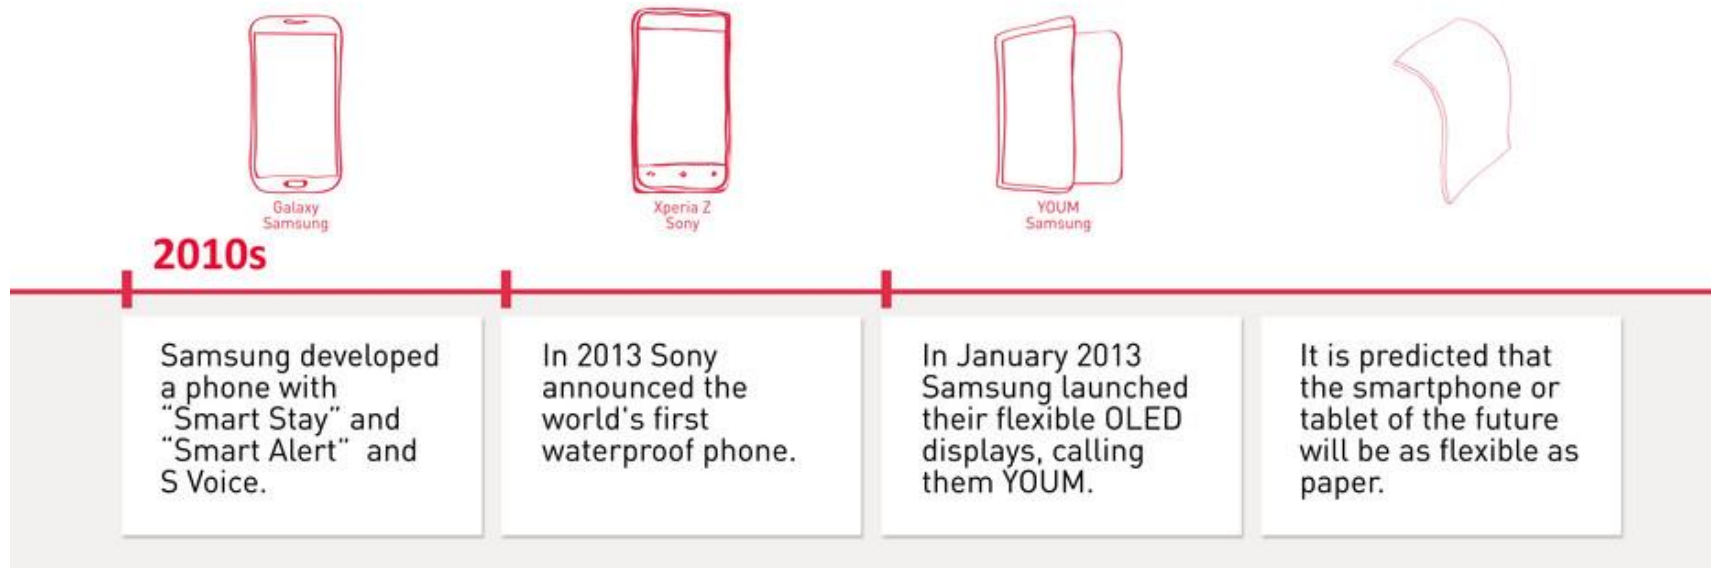 Galaxy
Samsung
Xperia Z
Sony
YOUM
Samsung
2010s
Samsung developed
a phone with
“Smart Stay” and
“Smart Alert”  and
S Voice.
In 2013 Sony
announced the
world's first
waterproof phone.
In January 2013
Samsung launched
their flexible OLED
displays, calling
them YOUM.
It is predicted that
the smartphone or
tablet of the future
will be as flexible as
paper.